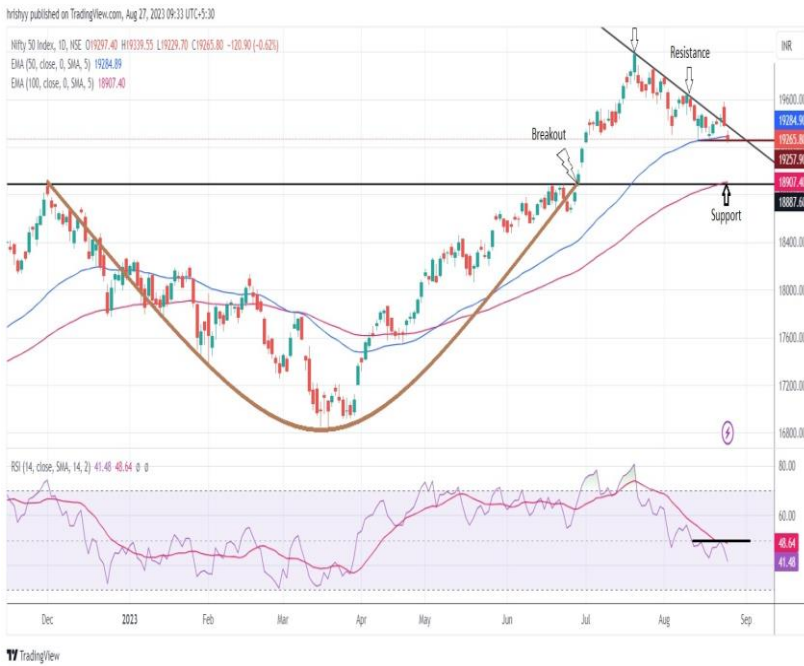 hrishyy published on TradingView.com, Aug 27, 2023 09:33 UTC+5:30
Nifty 50 Index, 1D, NSE O19297.40 H19339.55 L19229.70 C19265.80 −120.90 (−0.62%)
EMA (50, close, 0, SMA, 5) 19284.89
EMA (100, close, 0, SMA, 5) 18907.40
INR
Resistance
19600.00
Breakout
19284.90
19265.80
19257.90
18907.40
18887.60
Support
18400.00
18000.00
17600.00
17200.00
16800.00
RSI (14, close, SMA, 14, 2) 41.48 48.64 ø ø
80.00
60.00
48.64
41.48
Dec 2023 Feb Mar Apr May Jun Jul Aug Sep
TradingView